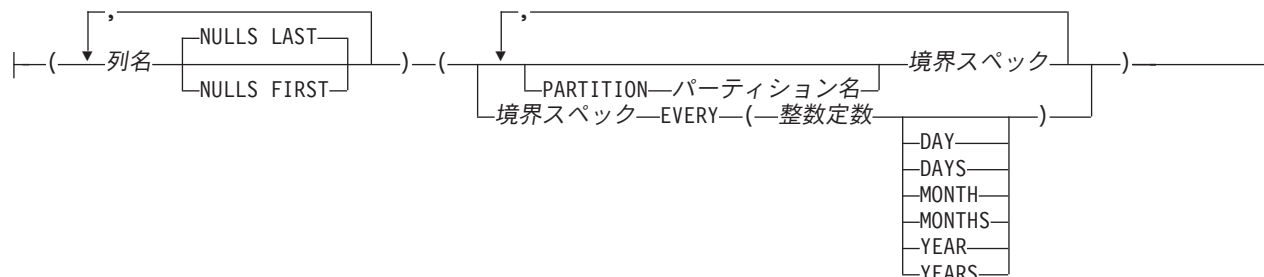 , ,
NULLS LAST
( 列名 ) ( 境界スペック )
NULLS FIRST PARTITION パーティション名
境界スペック EVERY ( 整数定数 )
DAY
DAYS
MONTH
MONTHS
YEAR
YEARS